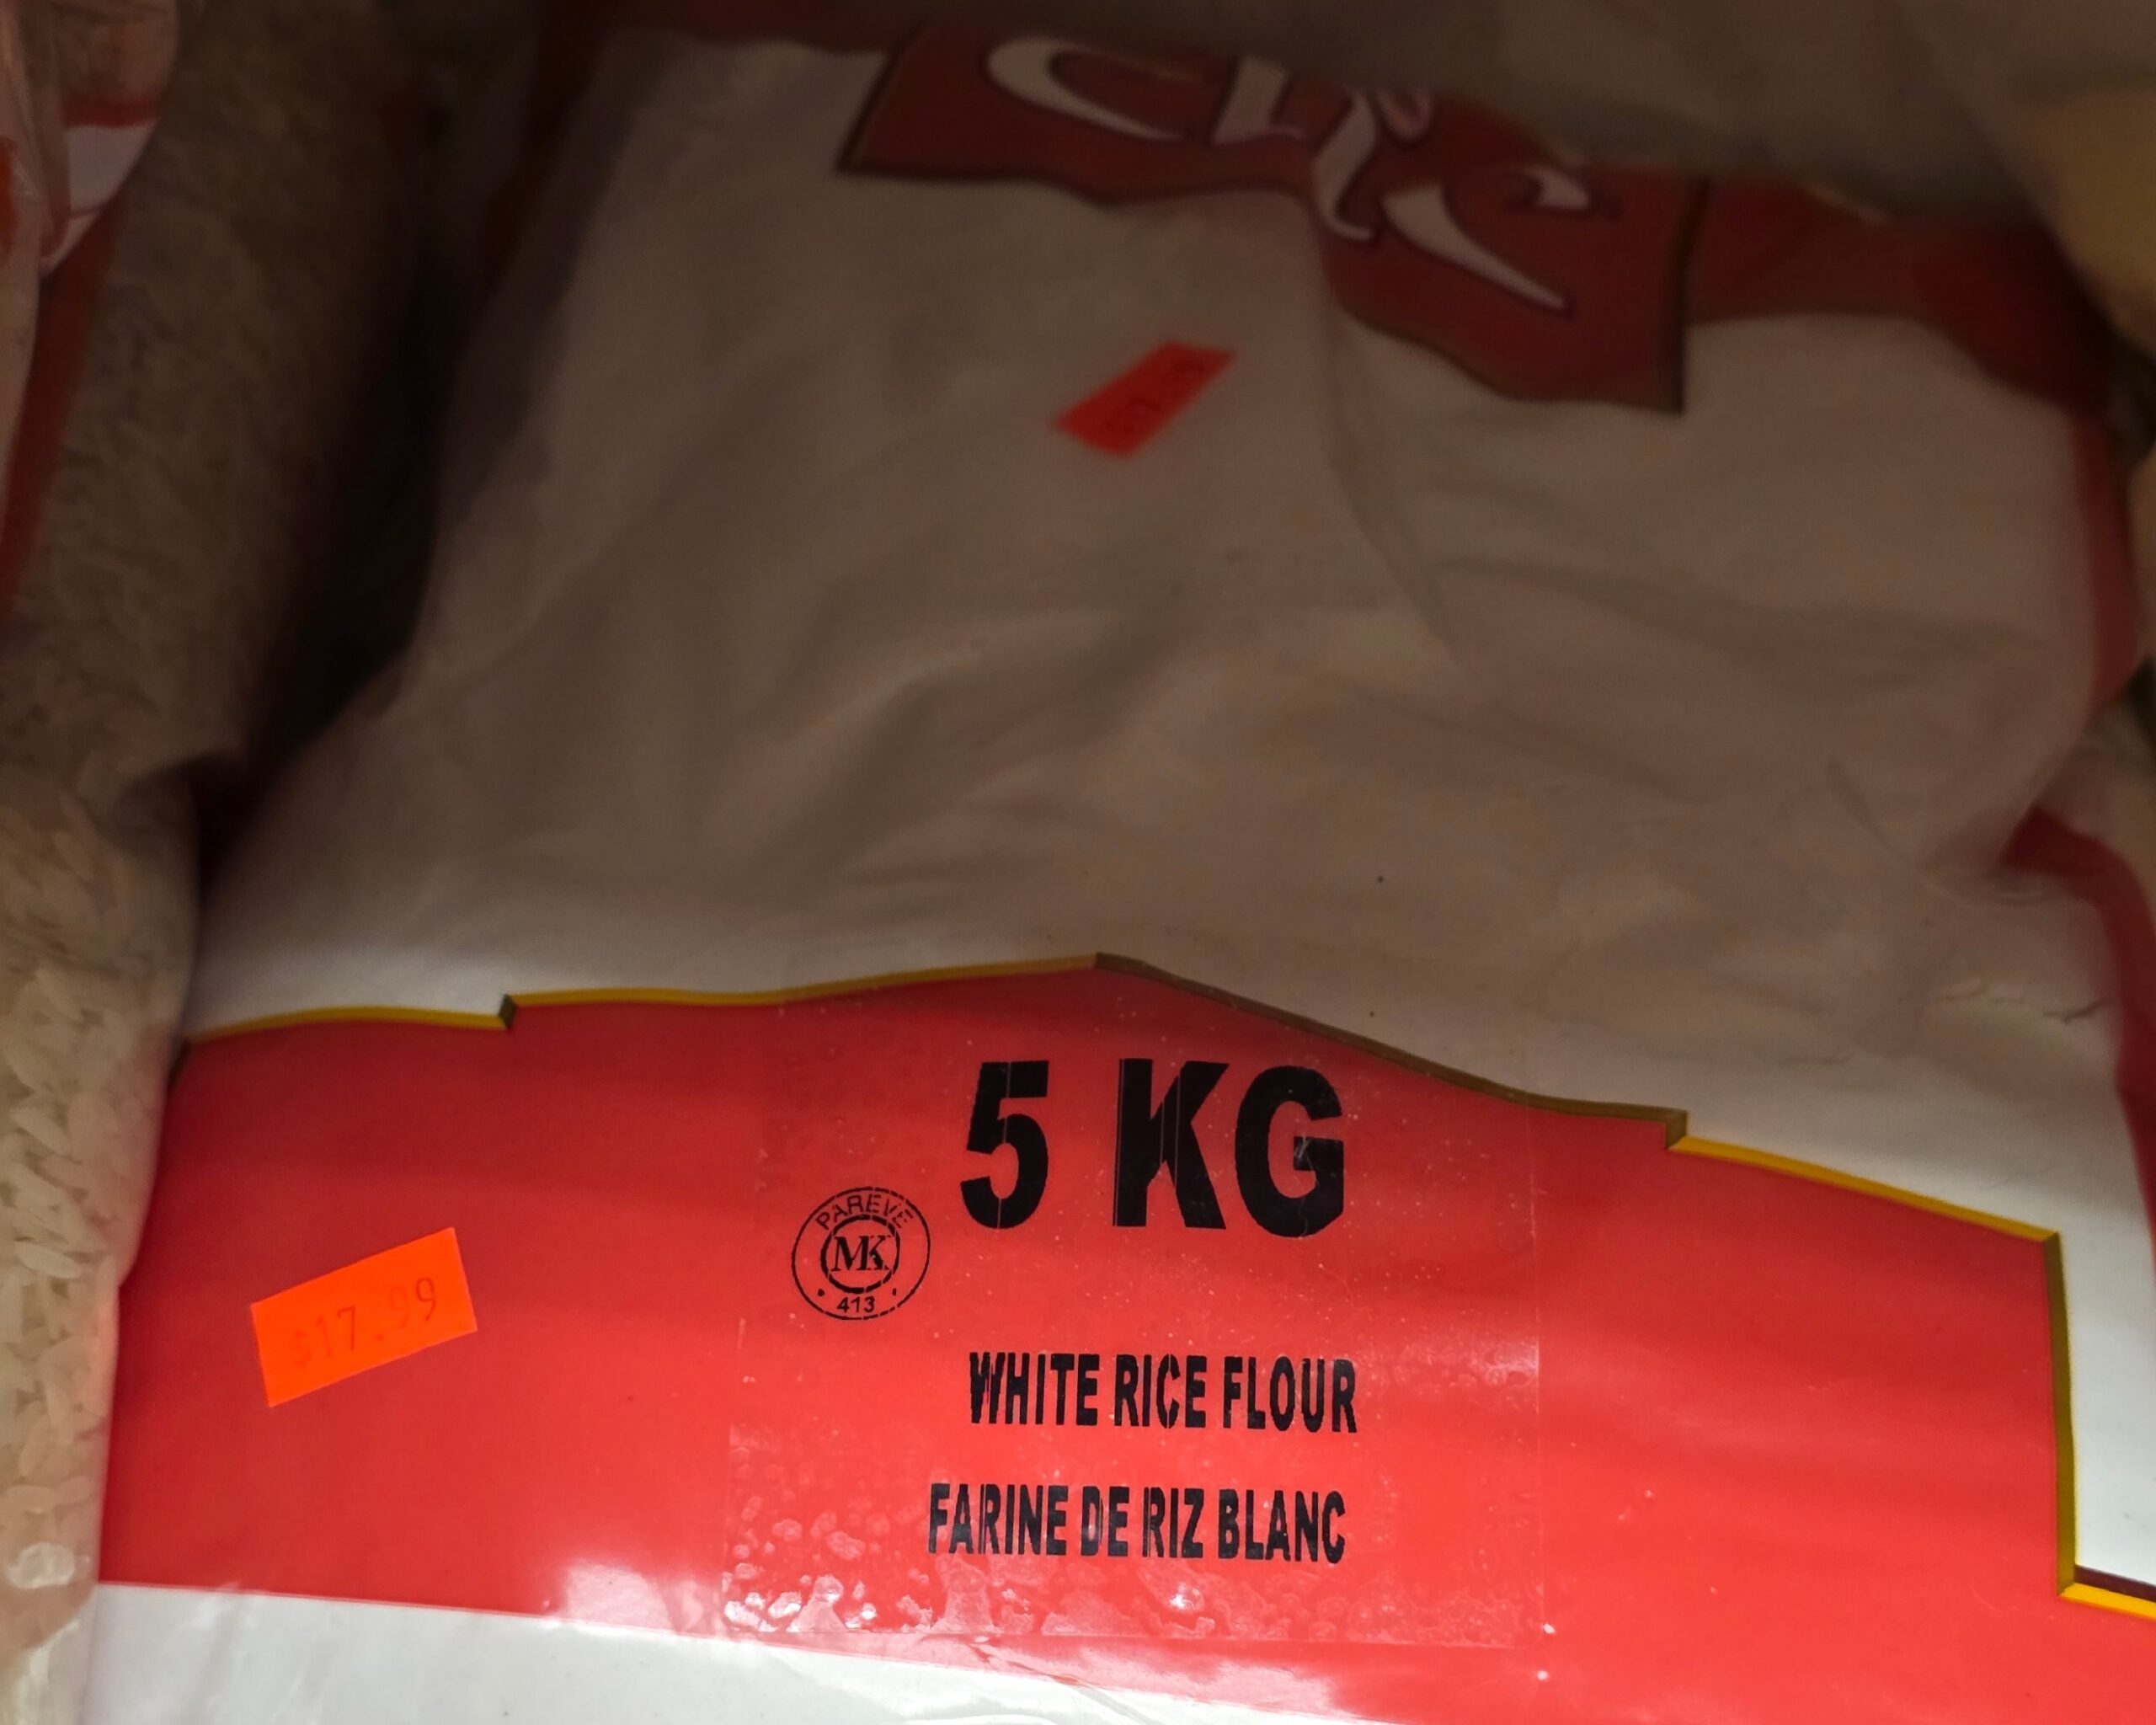 5 KG
PAREVE
MK
413
$17.99
WHITE RICE FLOUR
FARINE DE RIZ BLANC